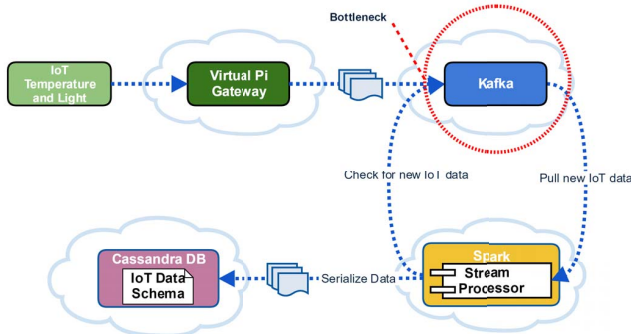 Bottleneck
IoT
Temperature
and Light
Virtual Pi
Gateway
Kafka
Check for new IoT data
Pull new IoT data
Cassandra DB
IoT Data
Schema
Serialize Data
Spark
Stream
Processor